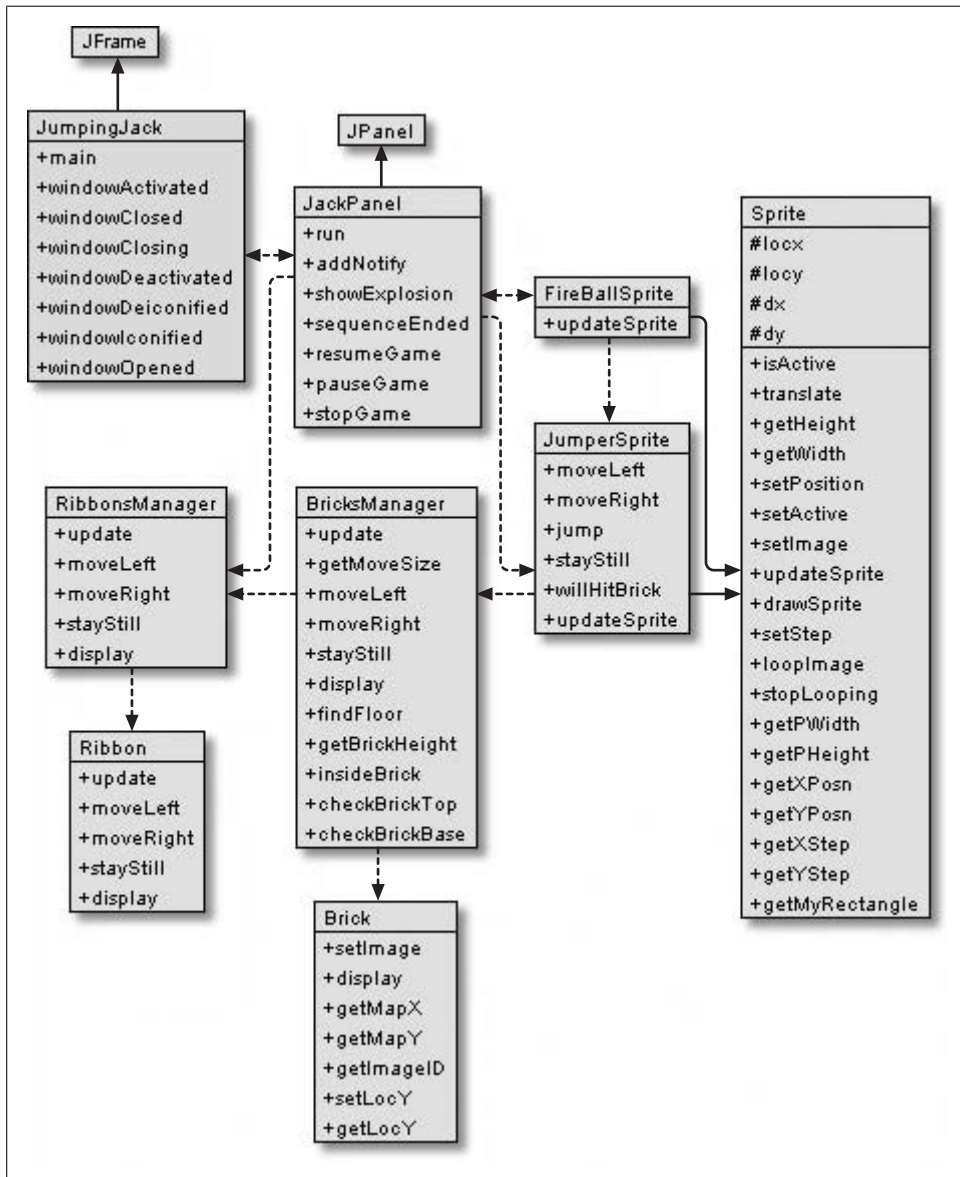 JFrame
JumpingJack
+main
+windowActivated
+windowClosed
+windowClosing
+windowDeactivated
+windowDeiconified
+windowIconified
+windowOpened
JPanel
JackPanel
+run
+addNotify
+showExplosion
+sequenceEnded
+resumeGame
+pauseGame
+stopGame
FireBallSprite
+updateSprite
JumperSprite
+moveLeft
+moveRight
+jump
+stayStill
+willHitBrick
+updateSprite
Sprite
#locx
#locy
#dx
#dy
+isActive
+translate
+getHeight
+getWidth
+setPosition
+setActive
+setImage
+updateSprite
+drawSprite
+setStep
+loopImage
+stopLooping
+getPWidth
+getPHeight
+getXPosn
+getYPosn
+getXStep
+getYStep
+getMyRectangle
RibbonsManager
+update
+moveLeft
+moveRight
+stayStill
+display
BricksManager
+update
+getMoveSize
+moveLeft
+moveRight
+stayStill
+display
+findFloor
+getBrickHeight
+insideBrick
+checkBrickTop
+checkBrickBase
Ribbon
+update
+moveLeft
+moveRight
+stayStill
+display
Brick
+setImage
+display
+getMapX
+getMapY
+getImageID
+setLocY
+getLocY